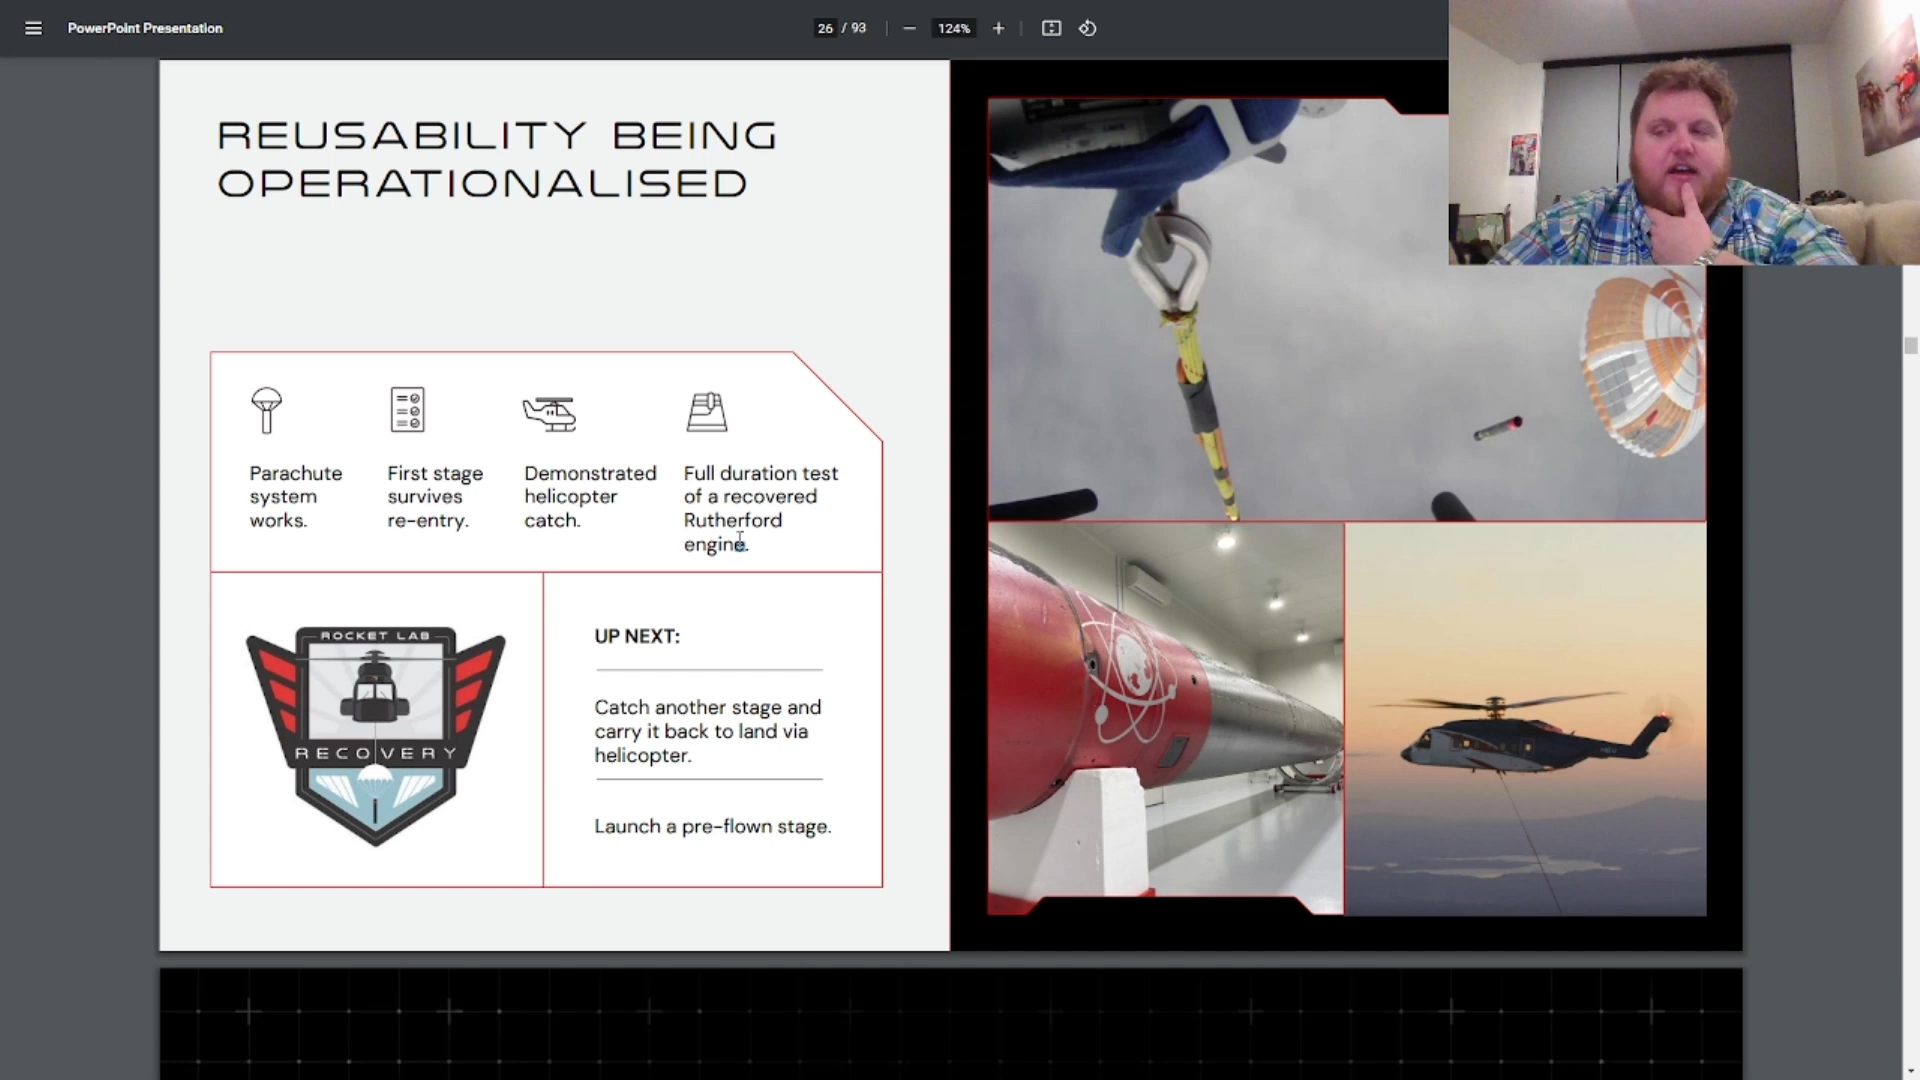 PowerPoint Presentation
26 / 93
124%
REUSABILITY BEING
OPERATIONALISED
Parachute
system
works.
First stage
survives
re-entry.
Demonstrated
helicopter
catch.
Full duration test
of a recovered
Rutherford
engine.
ROCKET LAB
RECOVERY
UP NEXT:
Catch another stage and
carry it back to land via
helicopter.
Launch a pre-flown stage.